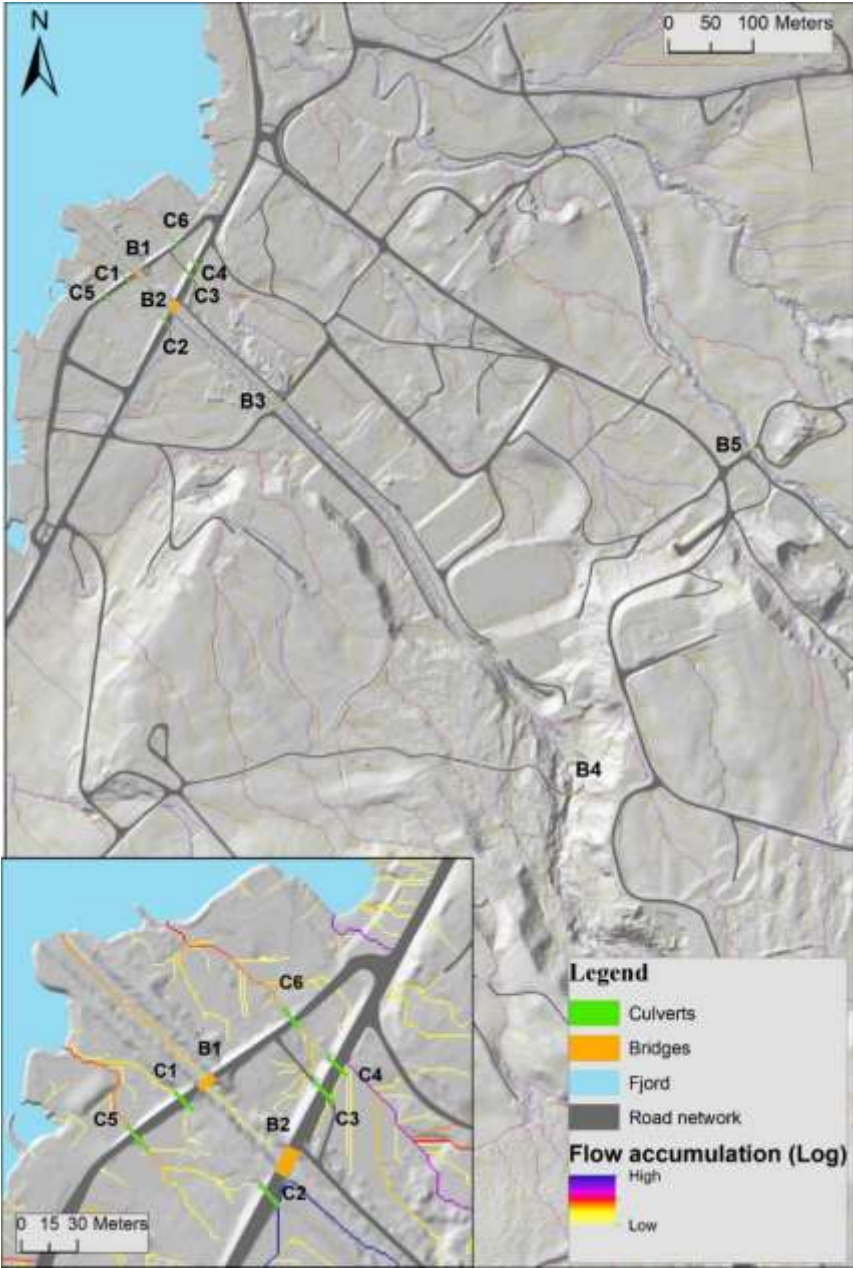 N
0 50 100 Meters
C6
B1
C1
C4
C5
B2
C3
C2
B3
B5
B4
C6
B1
C1
C4
B2
C3
C5
C2
0 15 30 Meters
Legend
Culverts
Bridges
Fjord
Road network
Flow accumulation (Log)
High
Low